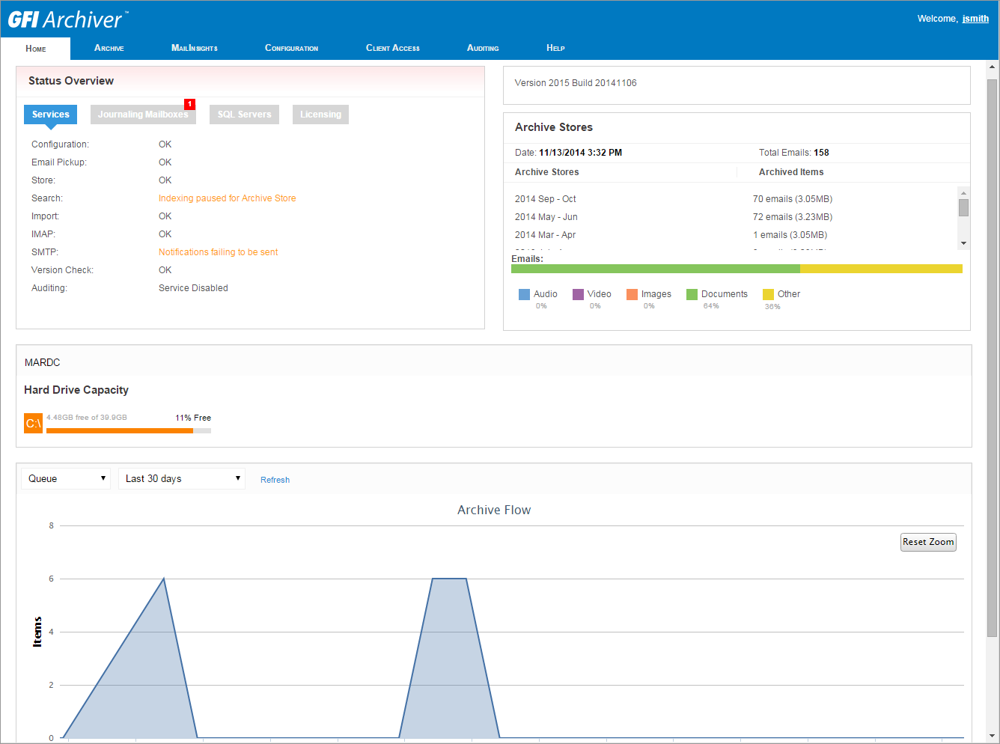 GFI Archiver™
Welcome, jsmith
Home Archive MailInsights Configuration Client Access Auditing Help
Status Overview
Services Journaling Mailboxes 1 SQL Servers Licensing
Configuration: OK
Email Pickup: OK
Store: OK
Search: Indexing paused for Archive Store
Import: OK
IMAP: OK
SMTP: Notifications failing to be sent
Version Check: OK
Auditing: Service Disabled
Version 2015 Build 20141106
Archive Stores
Date: 11/13/2014 3:32 PM Total Emails: 158
Archive Stores Archived Items
2014 Sep - Oct 70 emails (3.05MB)
2014 May - Jun 72 emails (3.23MB)
2014 Mar - Apr 1 emails (3.05MB)
Emails:
Audio Video Images Documents Other
0% 0% 0% 64% 36%
MARDC
Hard Drive Capacity
C:\ 4.48GB free of 39.9GB 11% Free
Queue Last 30 days Refresh
Archive Flow
Reset Zoom
Items
8
6
4
2
0